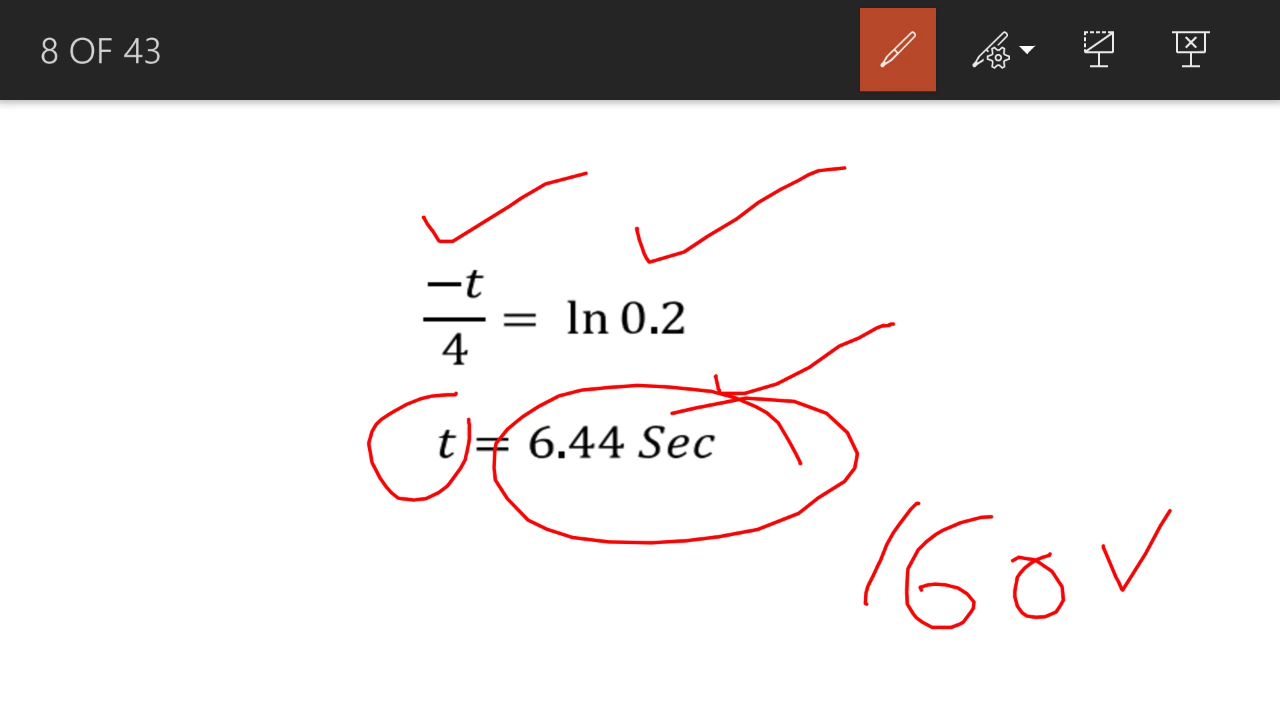 8 OF 43
−t/4 = ln 0.2
t = 6.44 Sec
160 V